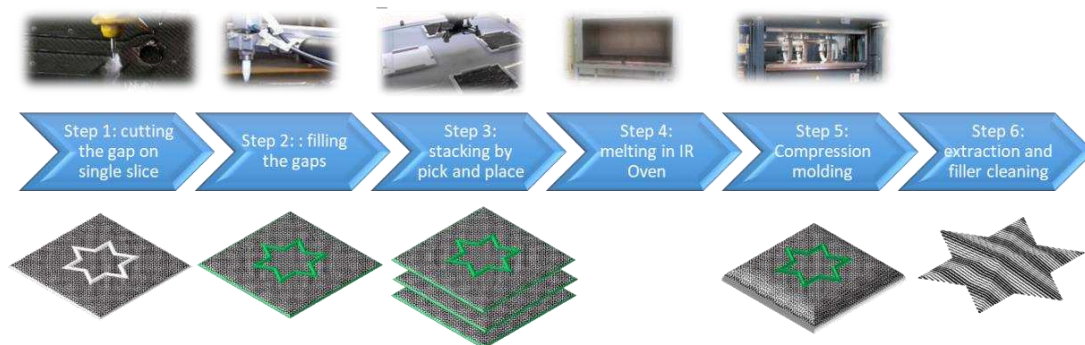 Step 1: cutting
the gap on
single slice
Step 2: : filling
the gaps
Step 3:
stacking by
pick and place
Step 4:
melting in IR
Oven
Step 5:
Compression
molding
Step 6:
extraction and
filler cleaning